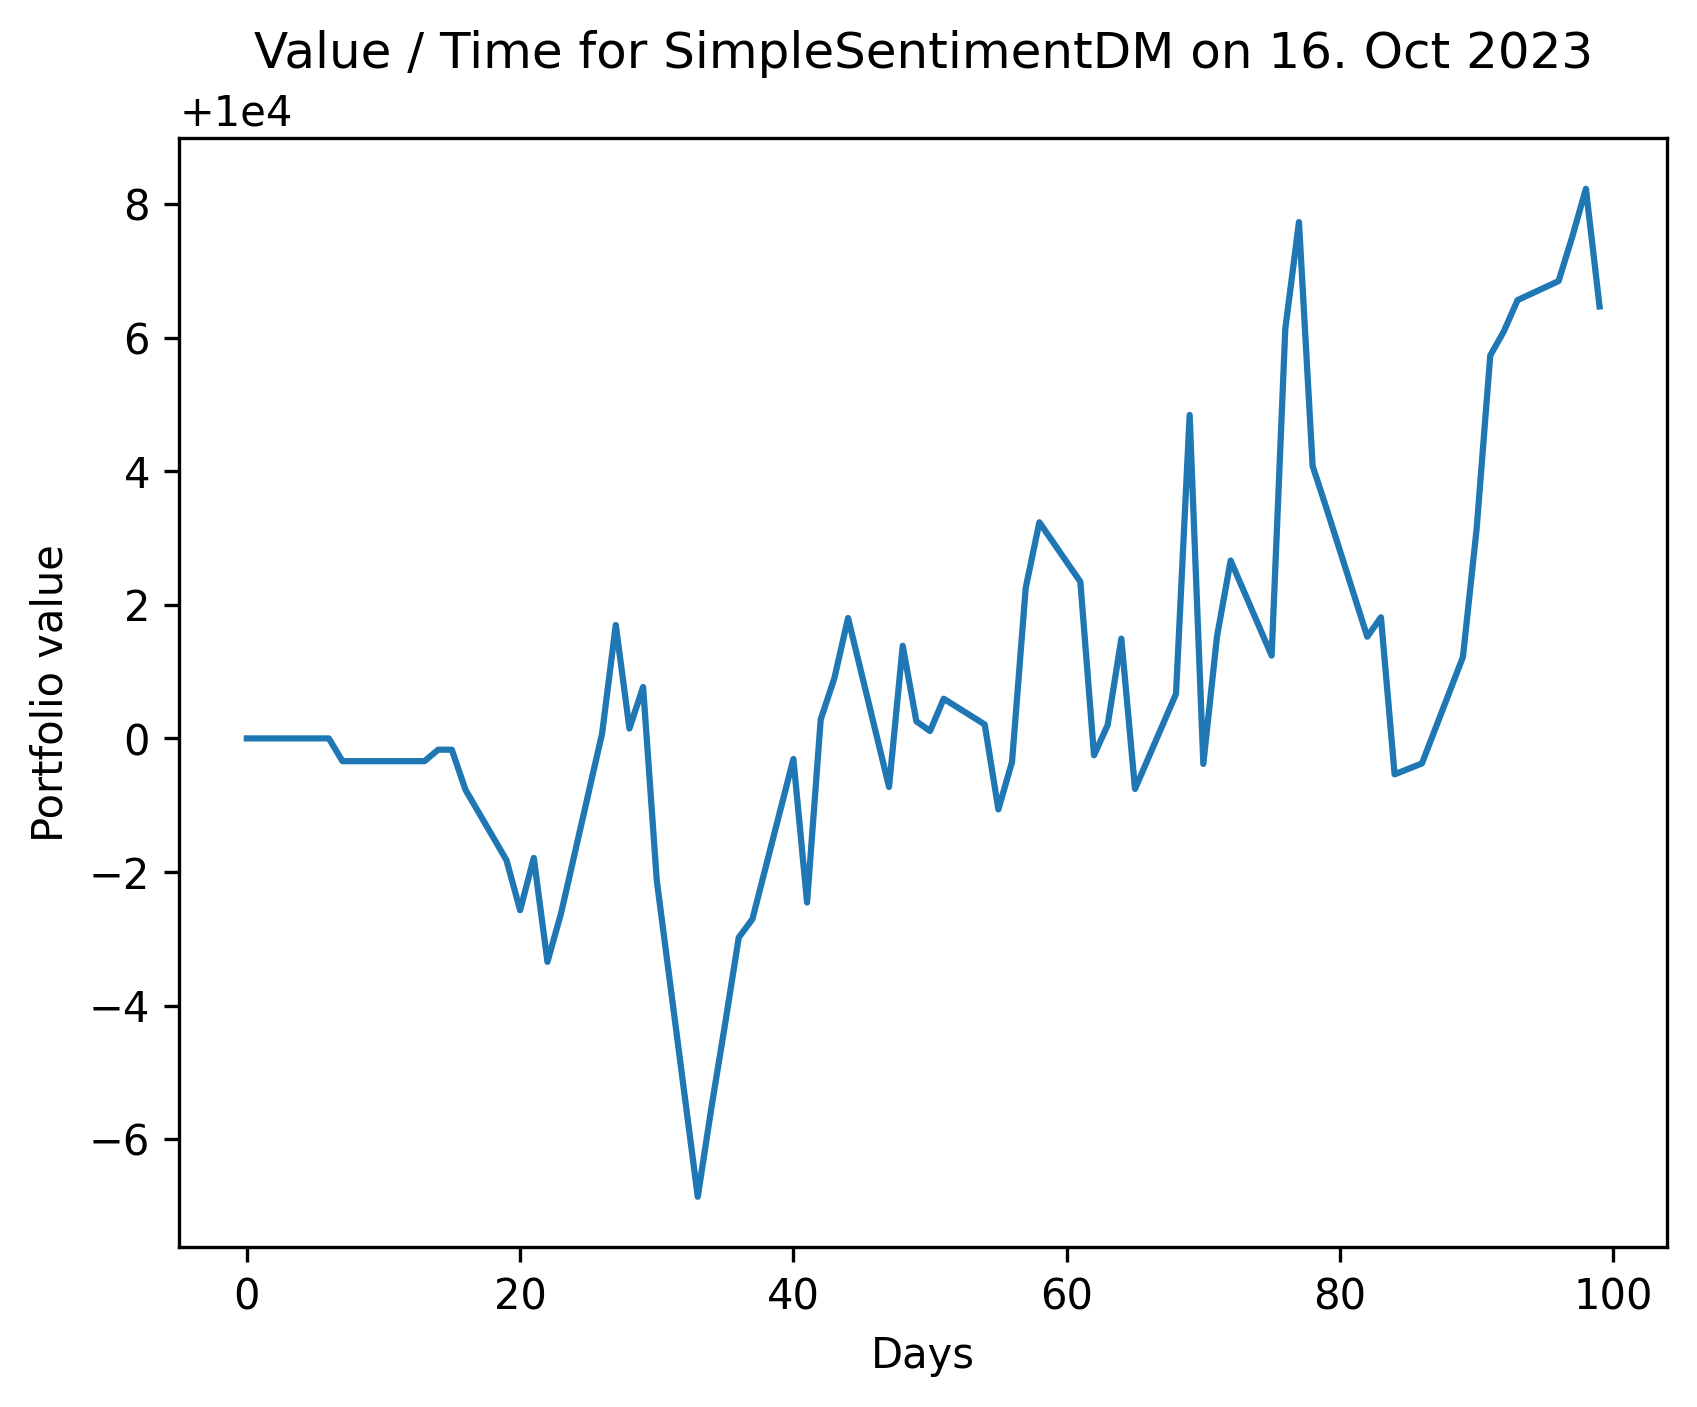 Value / Time for SimpleSentimentDM on 16. Oct 2023
+1e4
8
6
4
2
0
−2
−4
−6
Portfolio value
0 20 40 60 80 100
Days